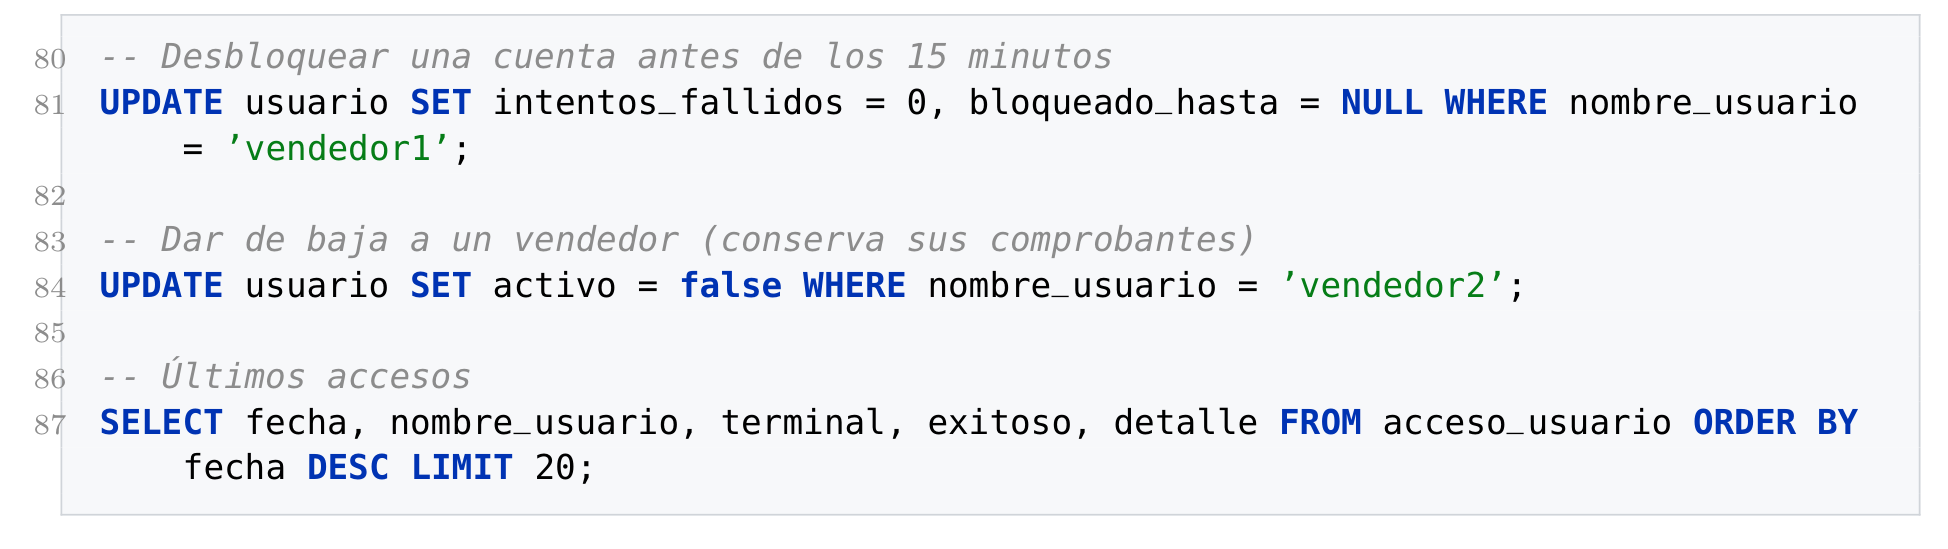 80 -- Desbloquear una cuenta antes de los 15 minutos
81 UPDATE usuario SET intentos_fallidos = 0, bloqueado_hasta = NULL WHERE nombre_usuario
= ’vendedor1’;
82
83 -- Dar de baja a un vendedor (conserva sus comprobantes)
84 UPDATE usuario SET activo = false WHERE nombre_usuario = ’vendedor2’;
85
86 -- Últimos accesos
87 SELECT fecha, nombre_usuario, terminal, exitoso, detalle FROM acceso_usuario ORDER BY
fecha DESC LIMIT 20;